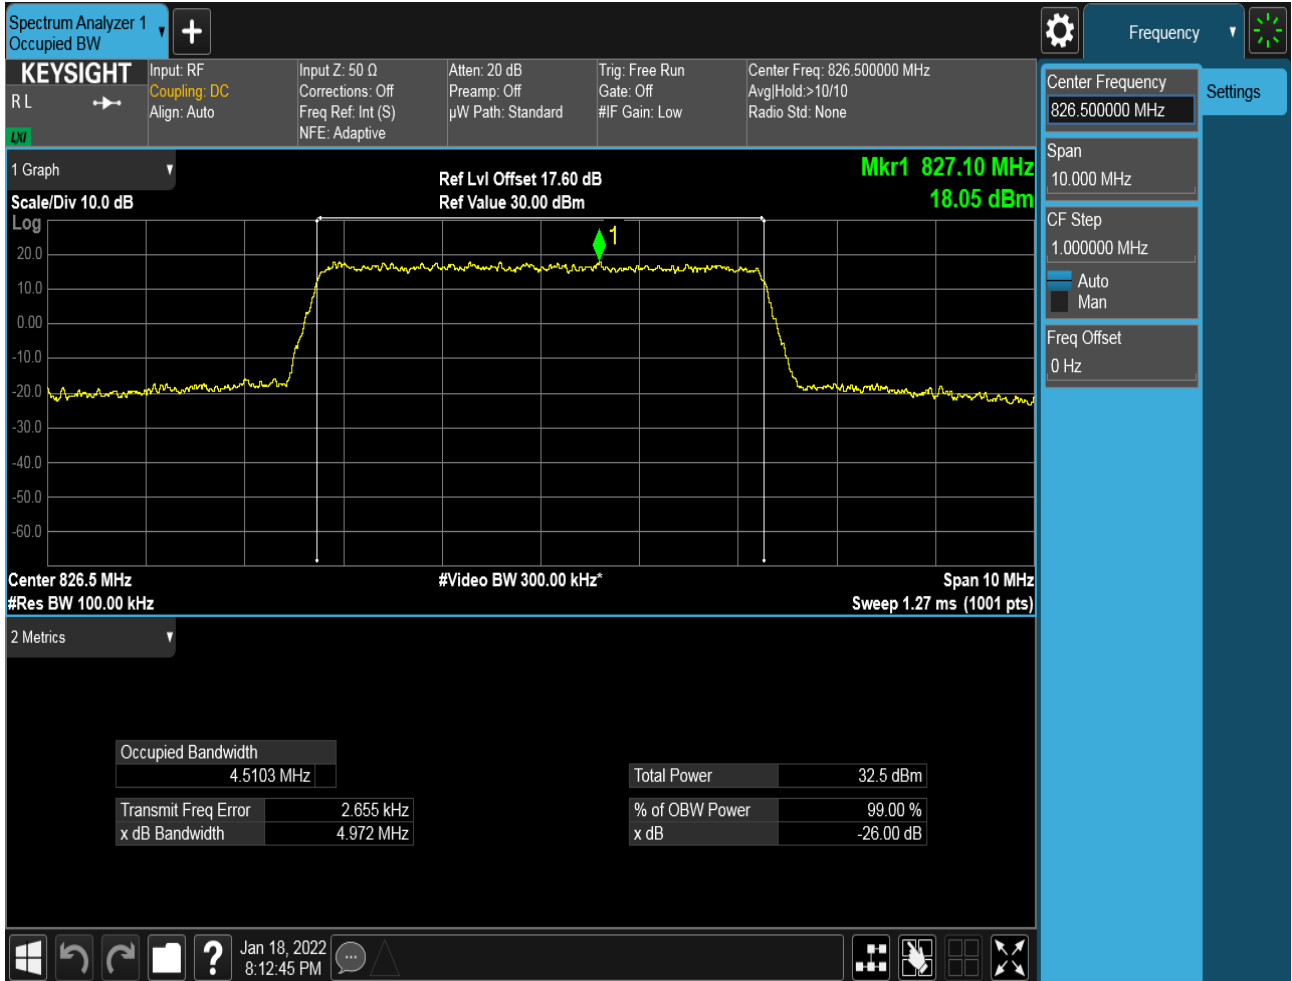 Spectrum Analyzer 1
Occupied BW
Frequency
KEYSIGHT
R L
LXI
Input: RF
Coupling: DC
Align: Auto
Input Z: 50 Ω
Corrections: Off
Freq Ref: Int (S)
NFE: Adaptive
Atten: 20 dB
Preamp: Off
µW Path: Standard
Trig: Free Run
Gate: Off
#IF Gain: Low
Center Freq: 826.500000 MHz
Avg|Hold:>10/10
Radio Std: None
Center Frequency
826.500000 MHz
Settings
Span
10.000 MHz
CF Step
1.000000 MHz
Auto
Man
Freq Offset
0 Hz
1 Graph
Scale/Div 10.0 dB
Ref Lvl Offset 17.60 dB
Ref Value 30.00 dBm
Mkr1 827.10 MHz
18.05 dBm
Log
1
20.0
10.0
0.00
-10.0
-20.0
-30.0
-40.0
-50.0
-60.0
Center 826.5 MHz
#Res BW 100.00 kHz
#Video BW 300.00 kHz*
Span 10 MHz
Sweep 1.27 ms (1001 pts)
2 Metrics
Occupied Bandwidth
4.5103 MHz
Transmit Freq Error 2.655 kHz
x dB Bandwidth 4.972 MHz
Total Power 32.5 dBm
% of OBW Power 99.00 %
x dB -26.00 dB
?
Jan 18, 2022
8:12:45 PM